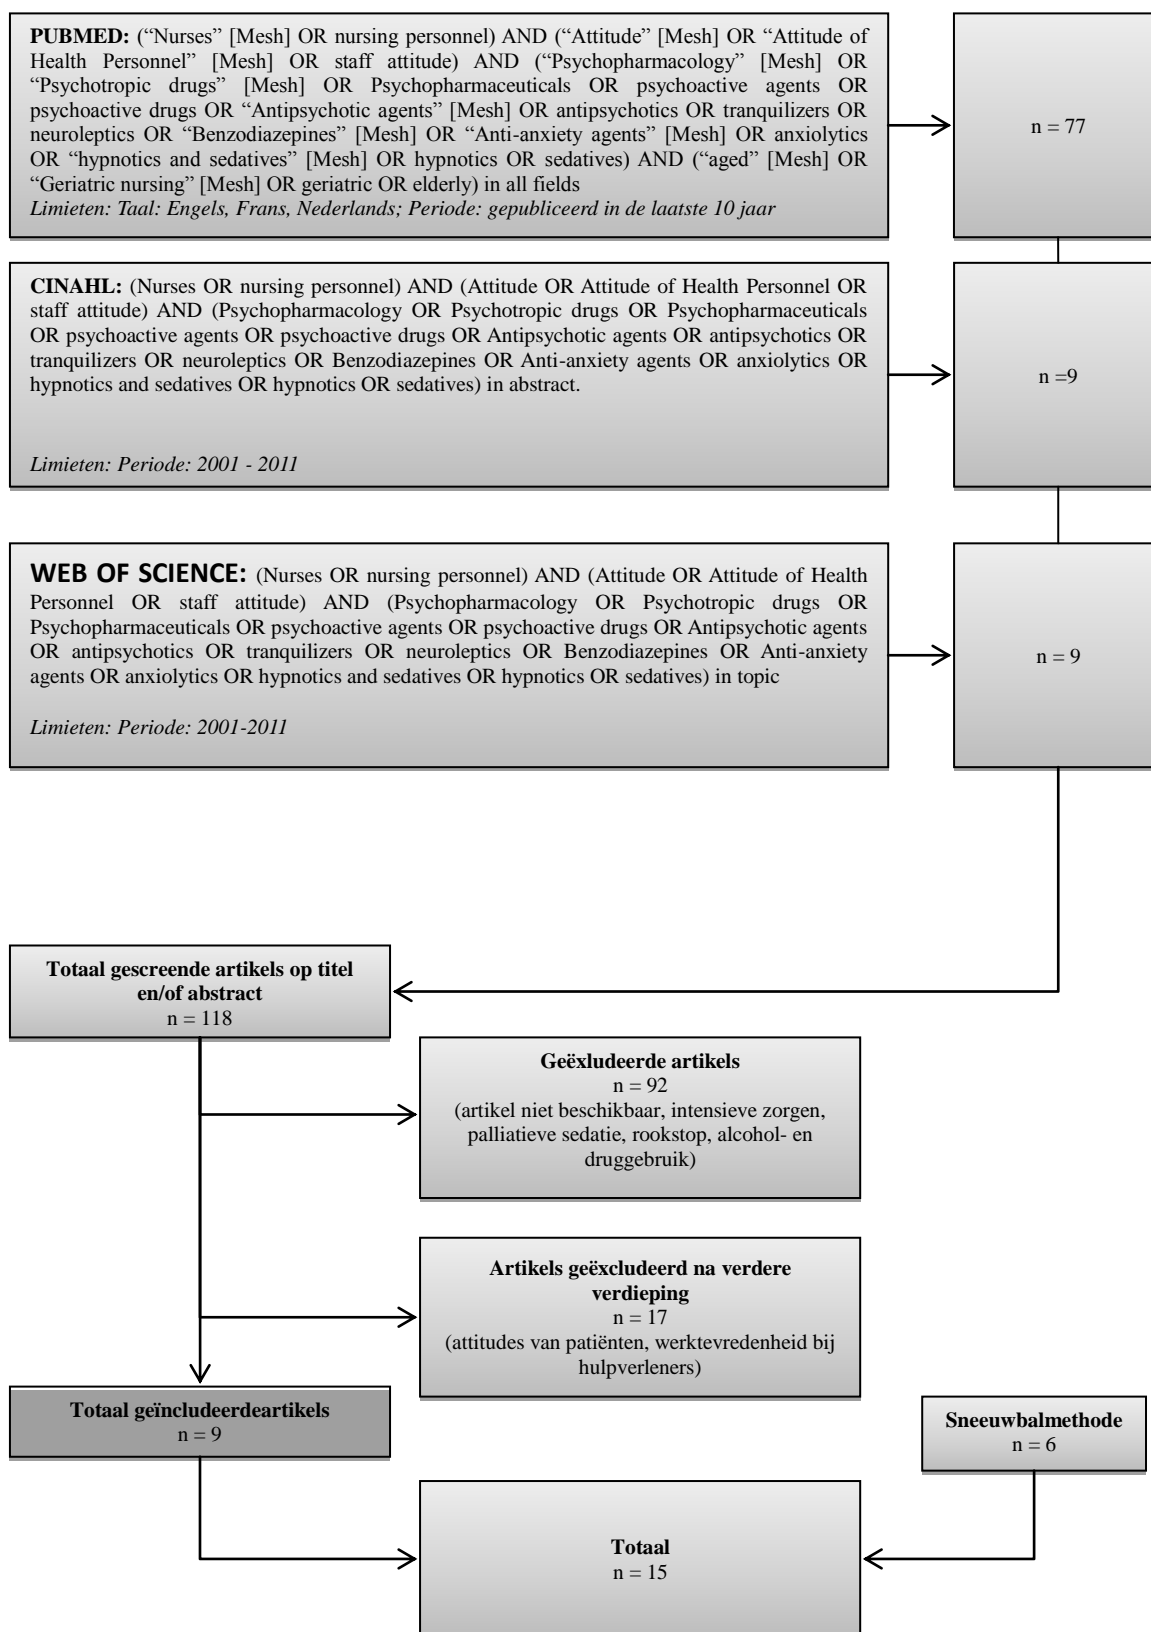 PUBMED: (“Nurses” [Mesh] OR nursing personnel) AND (“Attitude” [Mesh] OR “Attitude of
Health Personnel” [Mesh] OR staff attitude) AND (“Psychopharmacology” [Mesh] OR
“Psychotropic drugs” [Mesh] OR Psychopharmaceuticals OR psychoactive agents OR
psychoactive drugs OR “Antipsychotic agents” [Mesh] OR antipsychotics OR tranquilizers OR
neuroleptics OR “Benzodiazepines” [Mesh] OR “Anti-anxiety agents” [Mesh] OR anxiolytics
OR “hypnotics and sedatives” [Mesh] OR hypnotics OR sedatives) AND (“aged” [Mesh] OR
“Geriatric nursing” [Mesh] OR geriatric OR elderly) in all fields
Limieten: Taal: Engels, Frans, Nederlands; Periode: gepubliceerd in de laatste 10 jaar
n = 77
CINAHL: (Nurses OR nursing personnel) AND (Attitude OR Attitude of Health Personnel OR
staff attitude) AND (Psychopharmacology OR Psychotropic drugs OR Psychopharmaceuticals
OR psychoactive agents OR psychoactive drugs OR Antipsychotic agents OR antipsychotics OR
tranquilizers OR neuroleptics OR Benzodiazepines OR Anti-anxiety agents OR anxiolytics OR
hypnotics and sedatives OR hypnotics OR sedatives) in abstract.
Limieten: Periode: 2001 - 2011
n =9
WEB OF SCIENCE: (Nurses OR nursing personnel) AND (Attitude OR Attitude of Health
Personnel OR staff attitude) AND (Psychopharmacology OR Psychotropic drugs OR
Psychopharmaceuticals OR psychoactive agents OR psychoactive drugs OR Antipsychotic agents
OR antipsychotics OR tranquilizers OR neuroleptics OR Benzodiazepines OR Anti-anxiety
agents OR anxiolytics OR hypnotics and sedatives OR hypnotics OR sedatives) in topic
Limieten: Periode: 2001-2011
n = 9
Totaal gescreende artikels op titel
en/of abstract
n = 118
Geëxludeerde artikels
n = 92
(artikel niet beschikbaar, intensieve zorgen,
palliatieve sedatie, rookstop, alcohol- en
druggebruik)
Artikels geëxcludeerd na verdere
verdieping
n = 17
(attitudes van patiënten, werktevredenheid bij
hulpverleners)
Totaal geïncludeerdeartikels
n = 9
Sneeuwbalmethode
n = 6
Totaal
n = 15